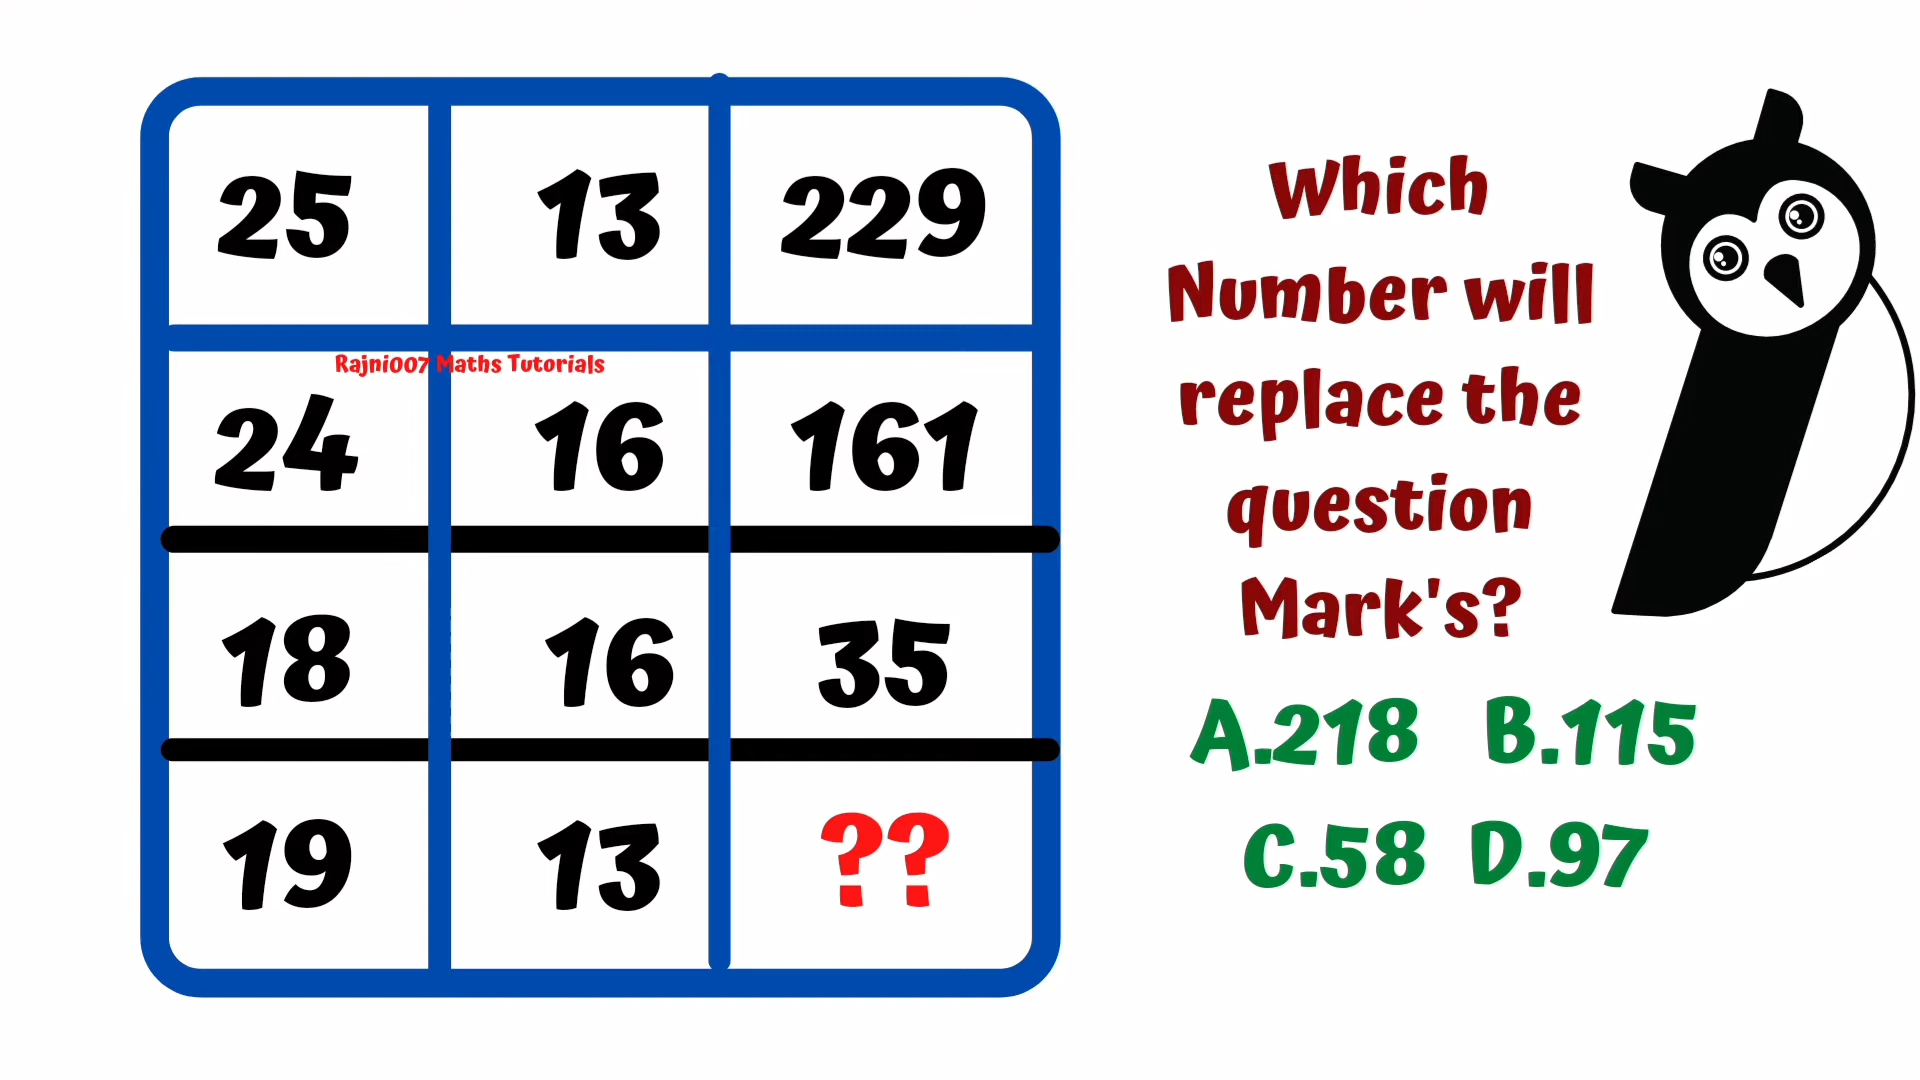 25 13 229
Rajni007 Maths Tutorials
24 16 161
18 16 35
19 13 ??
Which
Number will
replace the
question
Mark's?
A.218 B.115
C.58 D.97